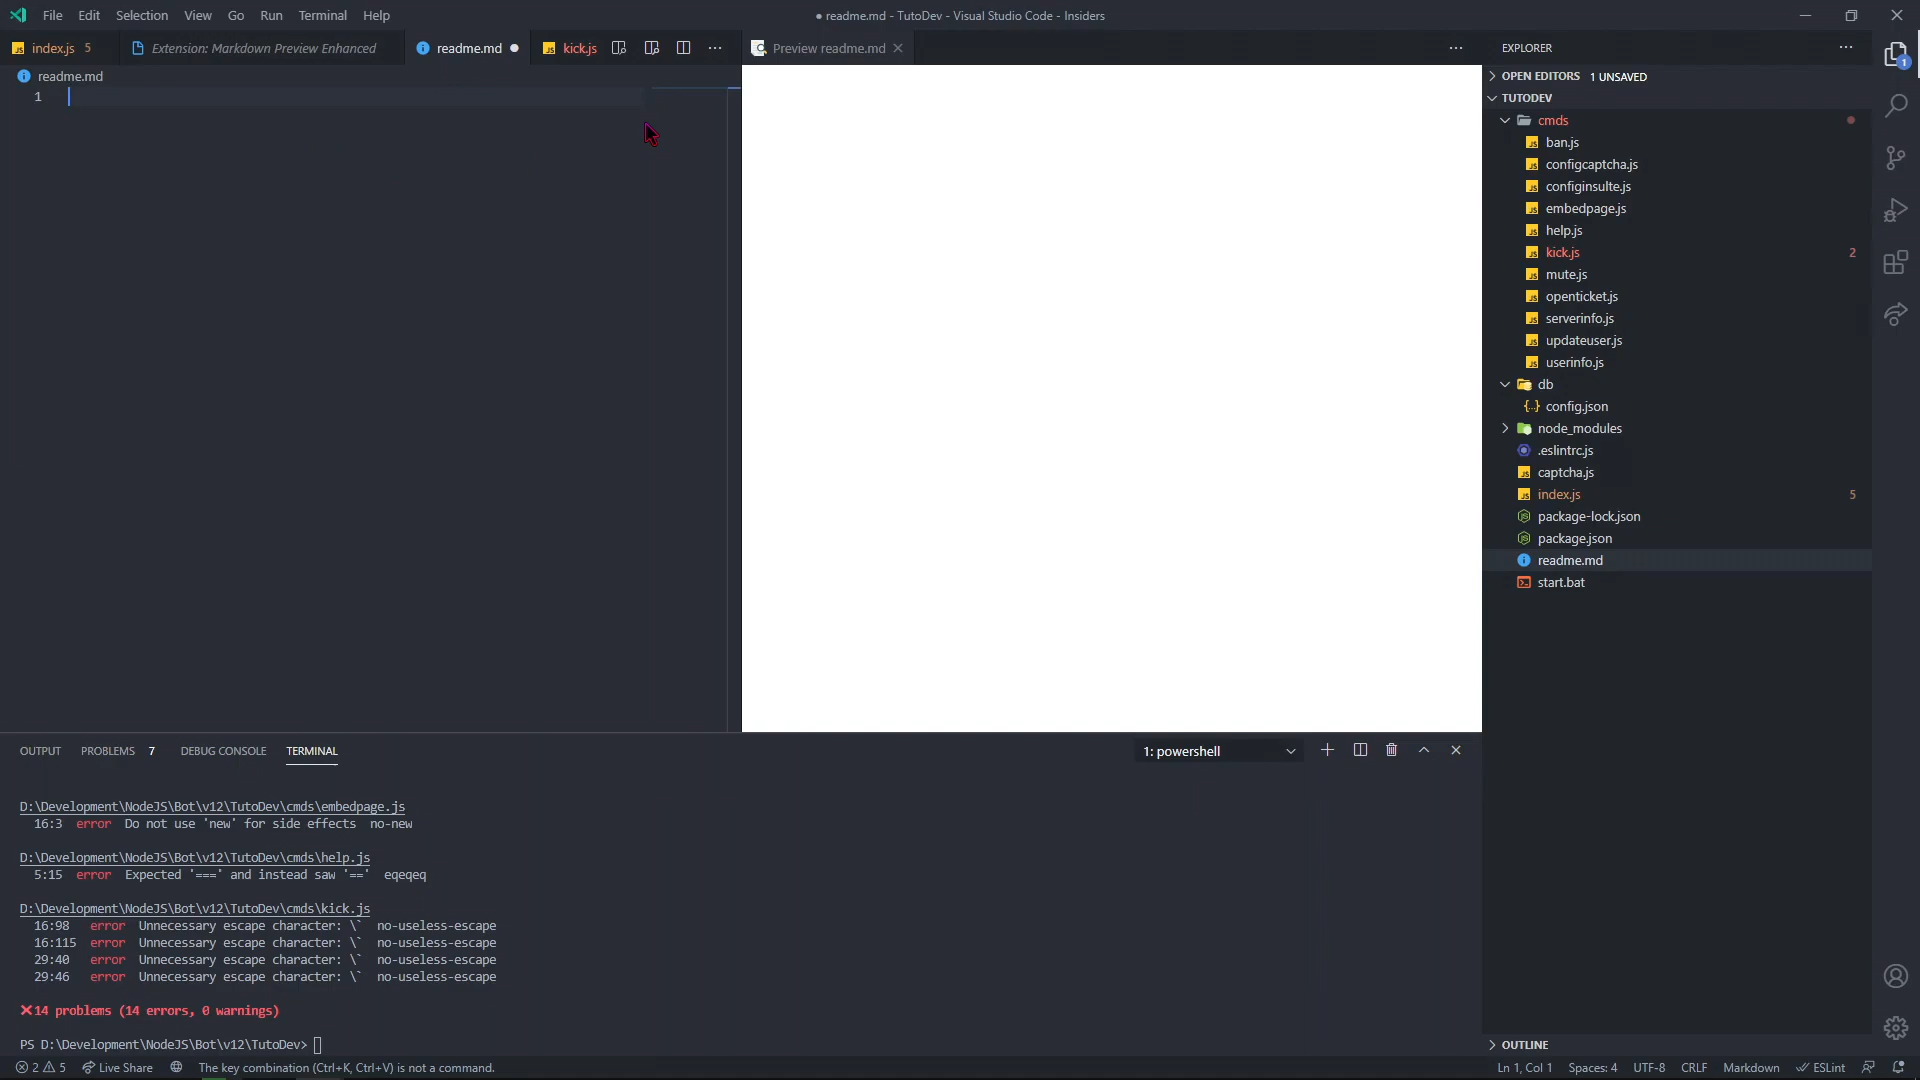 File Edit Selection View Go Run Terminal Help
● readme.md - TutoDev - Visual Studio Code - Insiders
index.js 5
Extension: Markdown Preview Enhanced
readme.md ●
kick.js
Preview readme.md
readme.md
1
EXPLORER
OPEN EDITORS 1 UNSAVED
TUTODEV
cmds
ban.js
configcaptcha.js
configinsulte.js
embedpage.js
help.js
kick.js 2
mute.js
openticket.js
serverinfo.js
updateuser.js
userinfo.js
db
config.json
node_modules
.eslintrc.js
captcha.js
index.js 5
package-lock.json
package.json
readme.md
start.bat
OUTLINE
1
OUTPUT PROBLEMS 7 DEBUG CONSOLE TERMINAL
1: powershell
D:\Development\NodeJS\Bot\v12\TutoDev\cmds\embedpage.js
16:3 error Do not use 'new' for side effects no-new
D:\Development\NodeJS\Bot\v12\TutoDev\cmds\help.js
5:15 error Expected '===' and instead saw '==' eqeqeq
D:\Development\NodeJS\Bot\v12\TutoDev\cmds\kick.js
16:98 error Unnecessary escape character: \` no-useless-escape
16:115 error Unnecessary escape character: \` no-useless-escape
29:40 error Unnecessary escape character: \` no-useless-escape
29:46 error Unnecessary escape character: \` no-useless-escape
✕14 problems (14 errors, 0 warnings)
PS D:\Development\NodeJS\Bot\v12\TutoDev>
2 5 Live Share The key combination (Ctrl+K, Ctrl+V) is not a command.
Ln 1, Col 1 Spaces: 4 UTF-8 CRLF Markdown ESLint